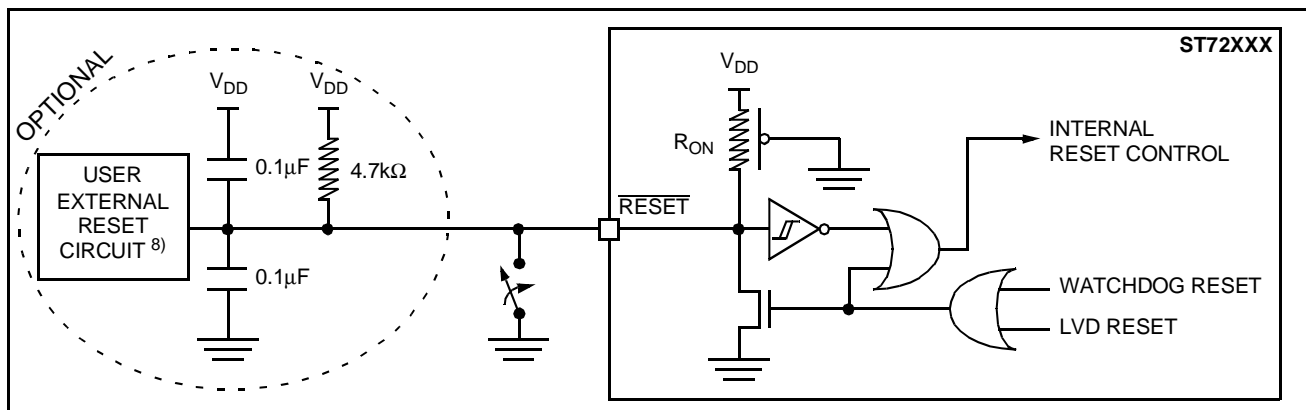 ST72XXX
OPTIONAL
V_DD
V_DD
V_DD
0.1μF
4.7kΩ
R_ON
USER
EXTERNAL
RESET
CIRCUIT 8)
0.1μF
RESET
INTERNAL
RESET CONTROL
WATCHDOG RESET
LVD RESET